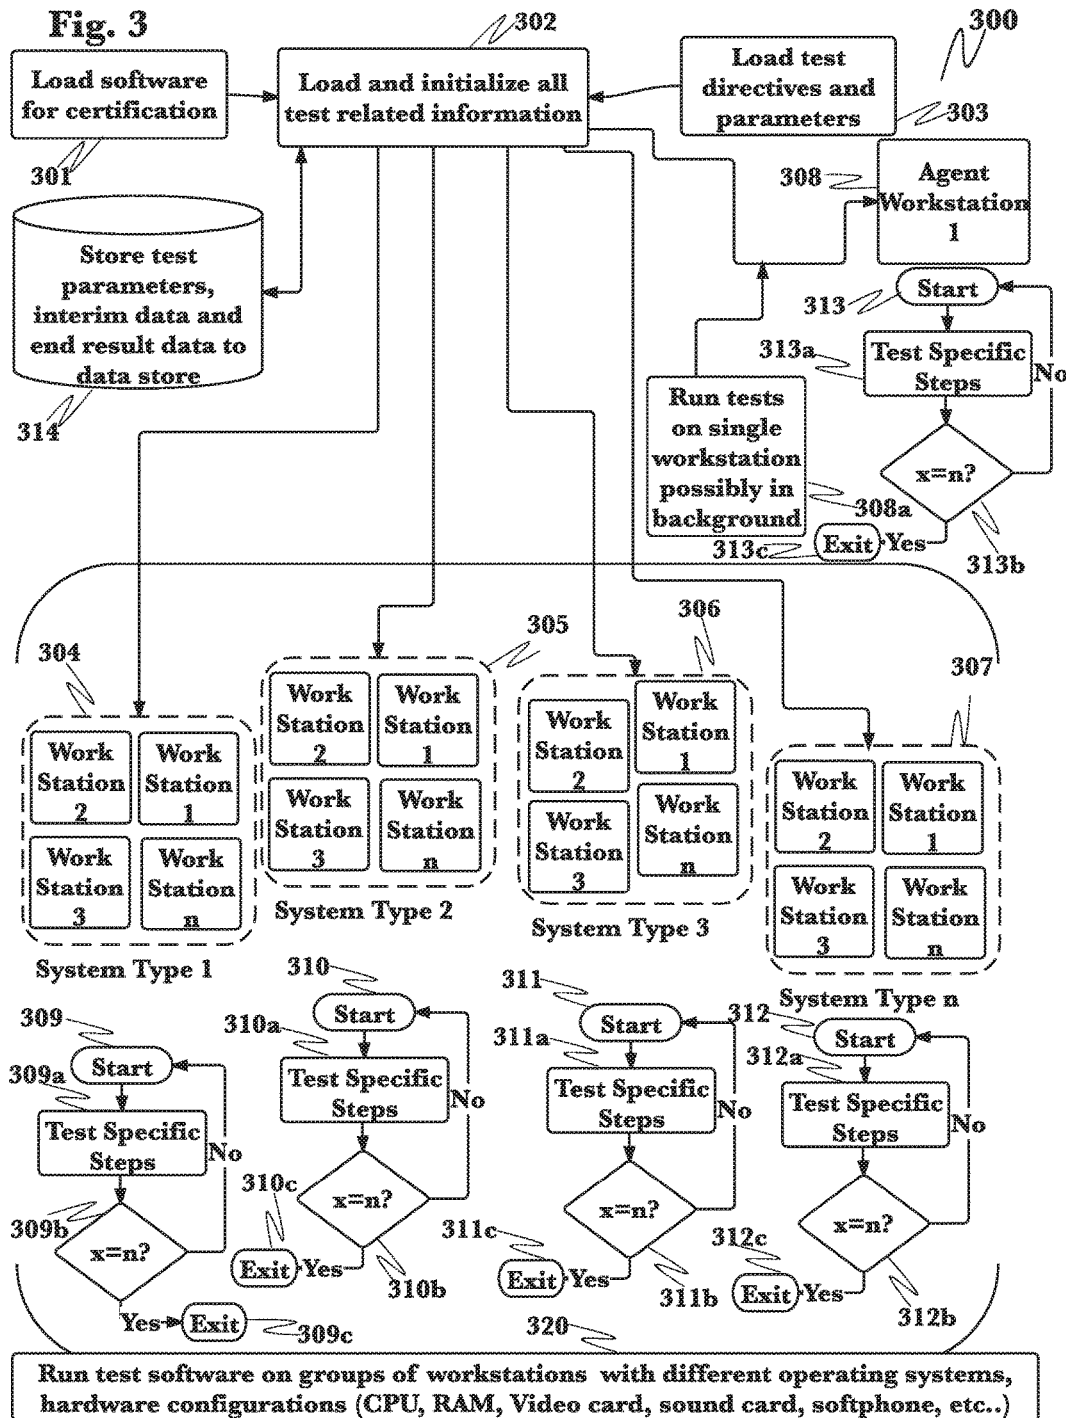 Fig. 3
302
300
Load software
for certification
301
Load and initialize all
test related information
Load test
directives and
parameters
303
308
Agent
Workstation
1
Store test
parameters,
interim data and
end result data to
data store
314
Start
313
313a
Test Specific
Steps
No
x=n?
Run tests
on single
workstation
possibly in
background
308a
313c
Exit
Yes
313b
304
305
306
307
Work
Station
2
Work
Station
1
Work
Station
3
Work
Station
n
System Type 1
Work
Station
2
Work
Station
1
Work
Station
3
Work
Station
n
System Type 2
Work
Station
2
Work
Station
1
Work
Station
3
Work
Station
n
System Type 3
Work
Station
2
Work
Station
1
Work
Station
3
Work
Station
n
System Type n
309
Start
309a
Test Specific
Steps
No
309b
x=n?
Yes
Exit
309c
310
Start
310a
Test Specific
Steps
No
310c
x=n?
Exit
Yes
310b
311
Start
311a
Test Specific
Steps
No
x=n?
311c
Exit
Yes
311b
312
Start
312a
Test Specific
Steps
No
x=n?
312c
Exit
Yes
312b
320
Run test software on groups of workstations with different operating systems,
hardware configurations (CPU, RAM, Video card, sound card, softphone, etc..)